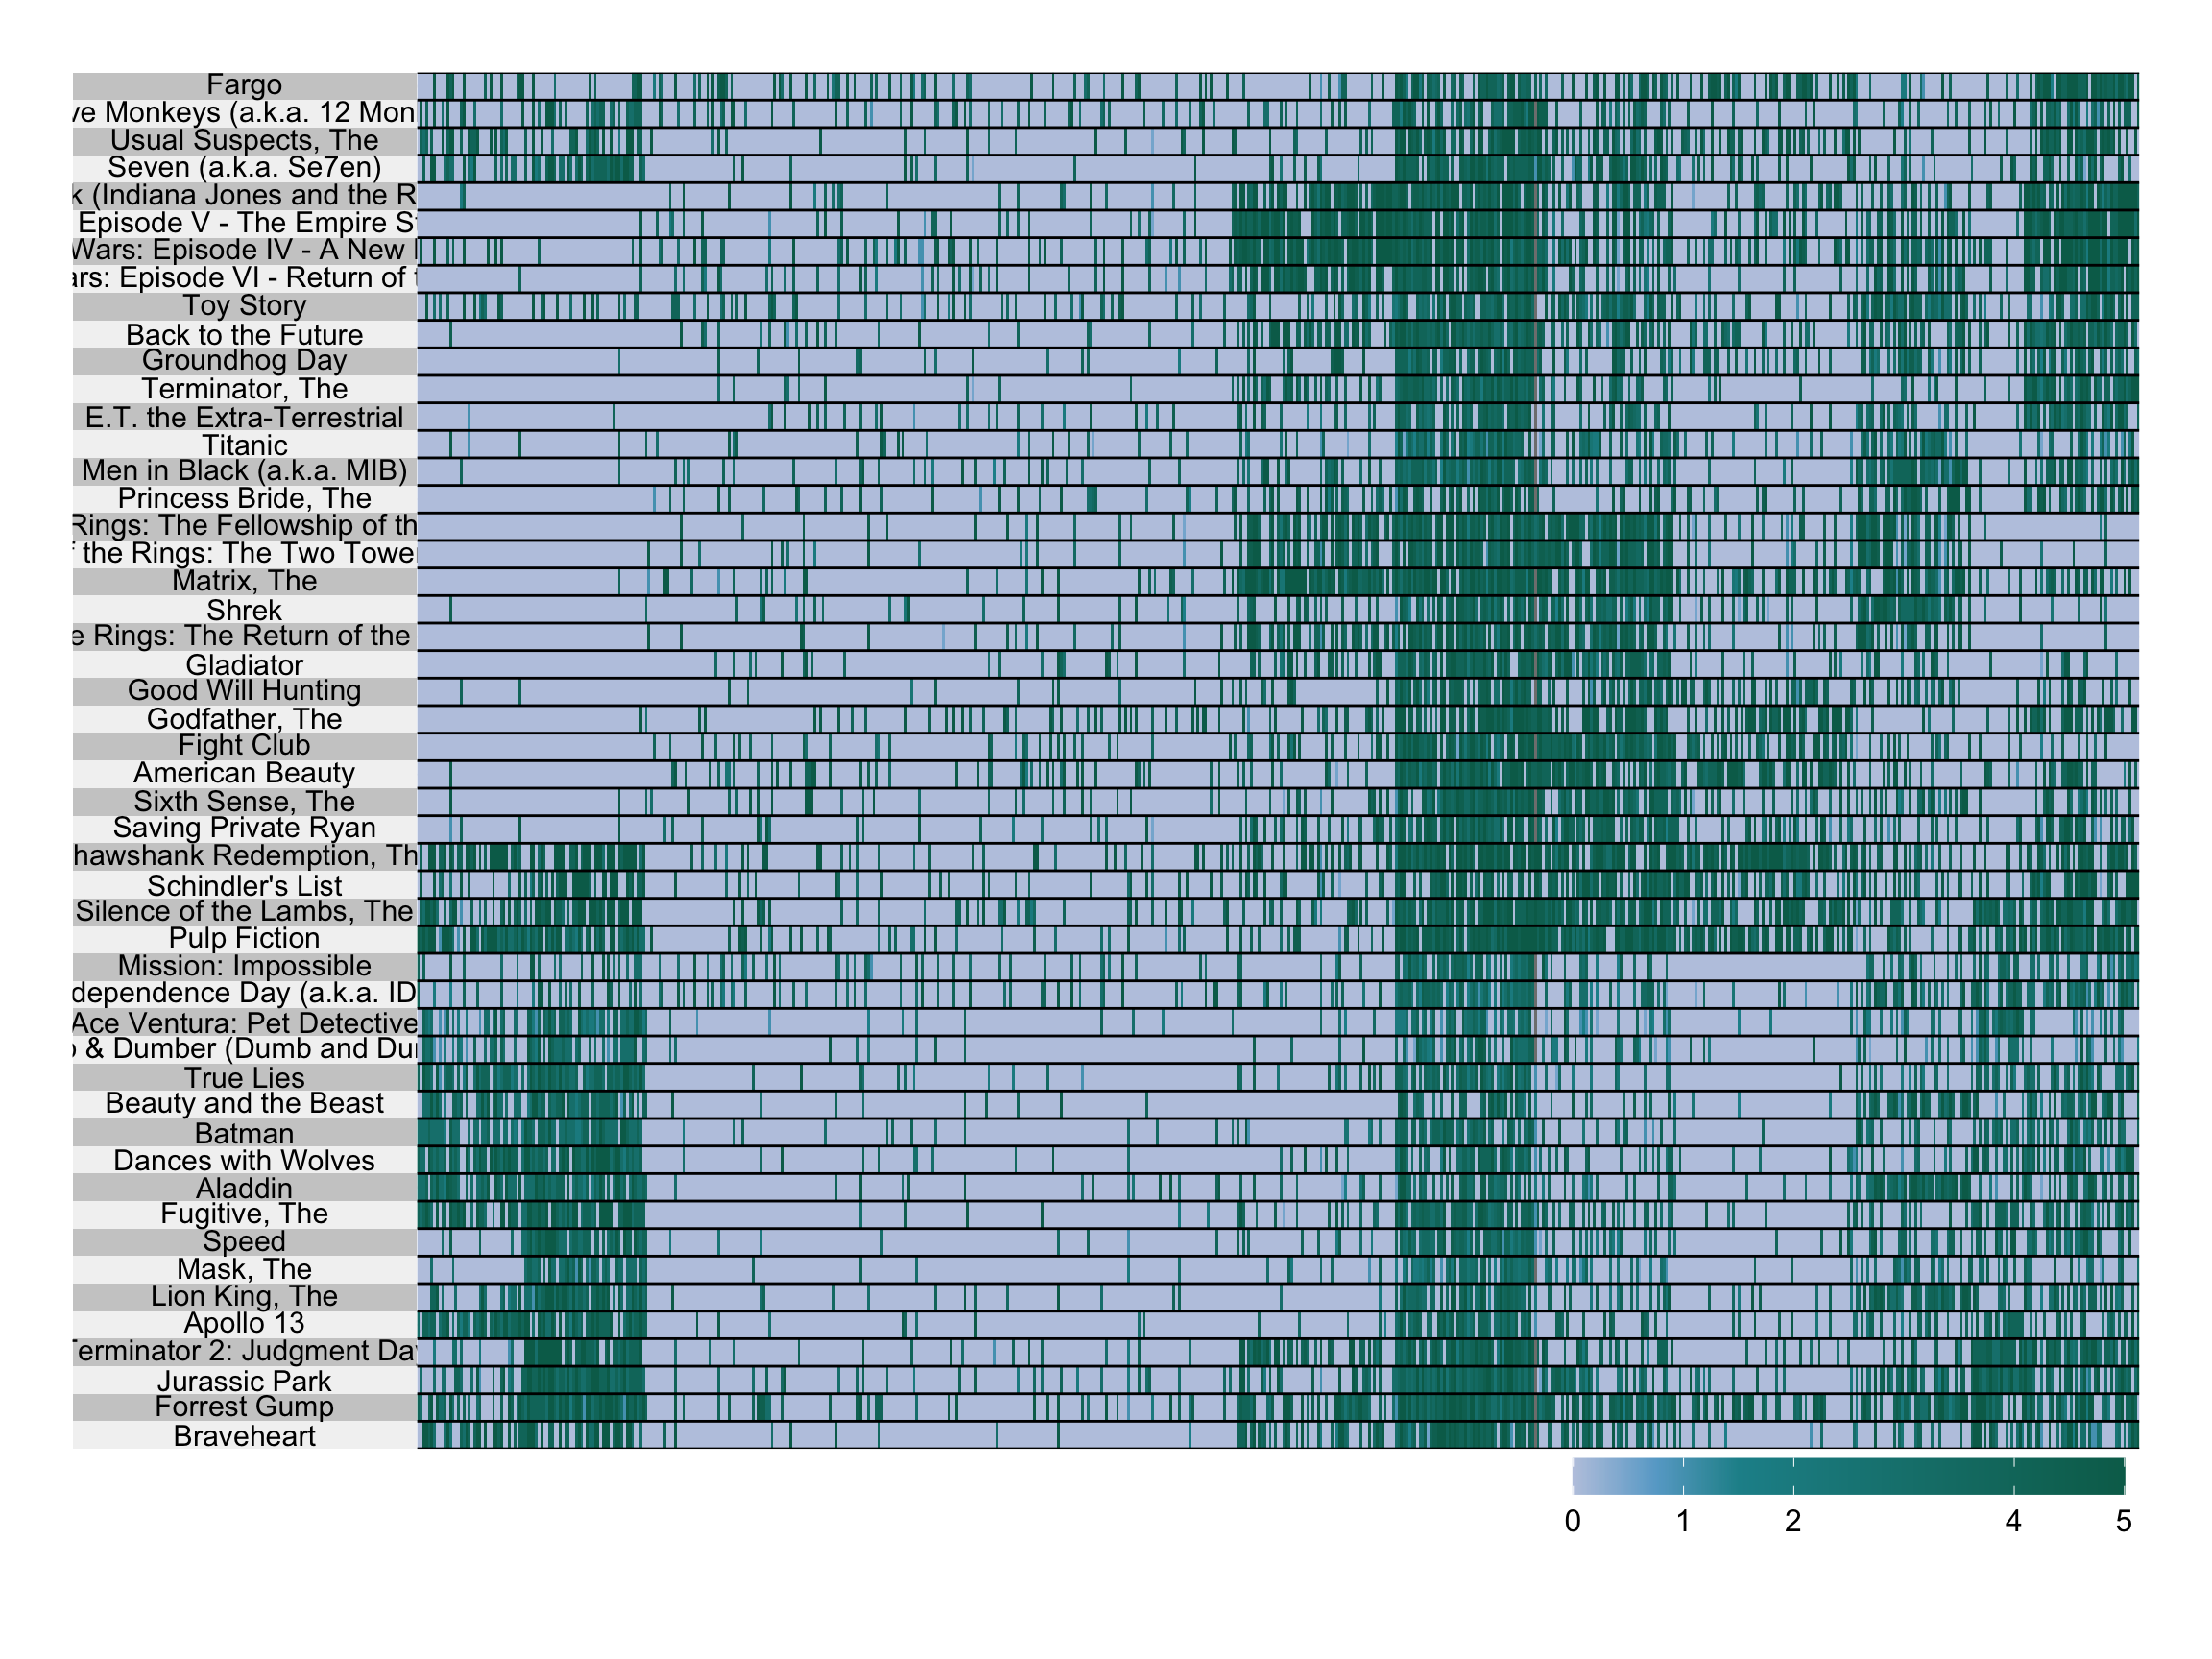 Fargo
ve Monkeys (a.k.a. 12 Mon
Usual Suspects, The
Seven (a.k.a. Se7en)
k (Indiana Jones and the R
Episode V - The Empire St
Wars: Episode IV - A New
ars: Episode VI - Return of t
Toy Story
Back to the Future
Groundhog Day
Terminator, The
E.T. the Extra-Terrestrial
Titanic
Men in Black (a.k.a. MIB)
Princess Bride, The
Rings: The Fellowship of th
f the Rings: The Two Tower
Matrix, The
Shrek
e Rings: The Return of the
Gladiator
Good Will Hunting
Godfather, The
Fight Club
American Beauty
Sixth Sense, The
Saving Private Ryan
hawshank Redemption, Th
Schindler's List
Silence of the Lambs, The
Pulp Fiction
Mission: Impossible
dependence Day (a.k.a. ID
Ace Ventura: Pet Detective
& Dumber (Dumb and Du
True Lies
Beauty and the Beast
Batman
Dances with Wolves
Aladdin
Fugitive, The
Speed
Mask, The
Lion King, The
Apollo 13
Terminator 2: Judgment Day
Jurassic Park
Forrest Gump
Braveheart
0 1 2 4 5